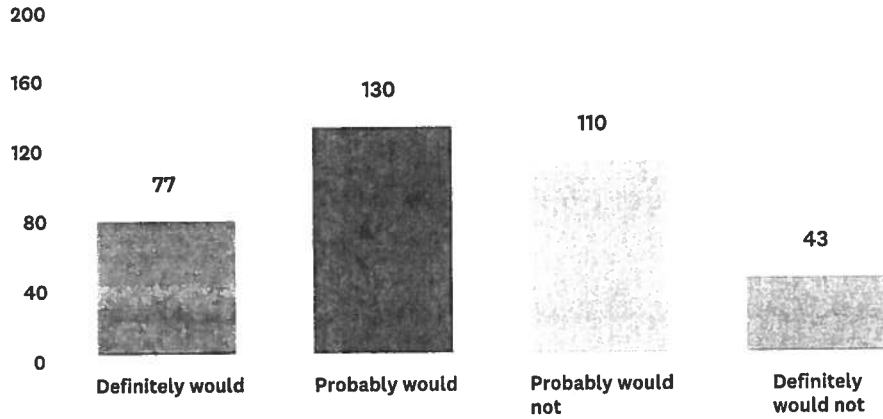 200
160
120
80
40
0
77
130
110
43
Definitely would
Probably would
Probably would
not
Definitely
would not